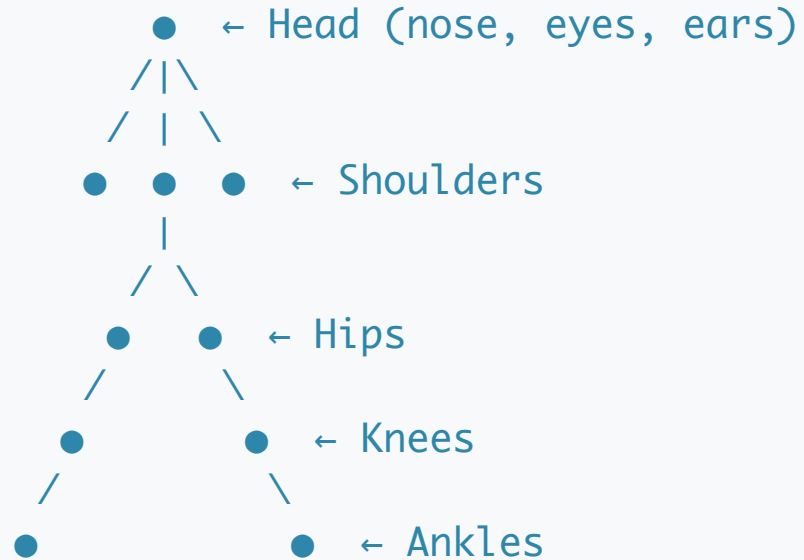 ● ← Head (nose, eyes, ears)
/|\
/ | \
● ● ● ← Shoulders
|
/ \
● ● ← Hips
/ \
● ● ← Knees
/ \
● ● ← Ankles